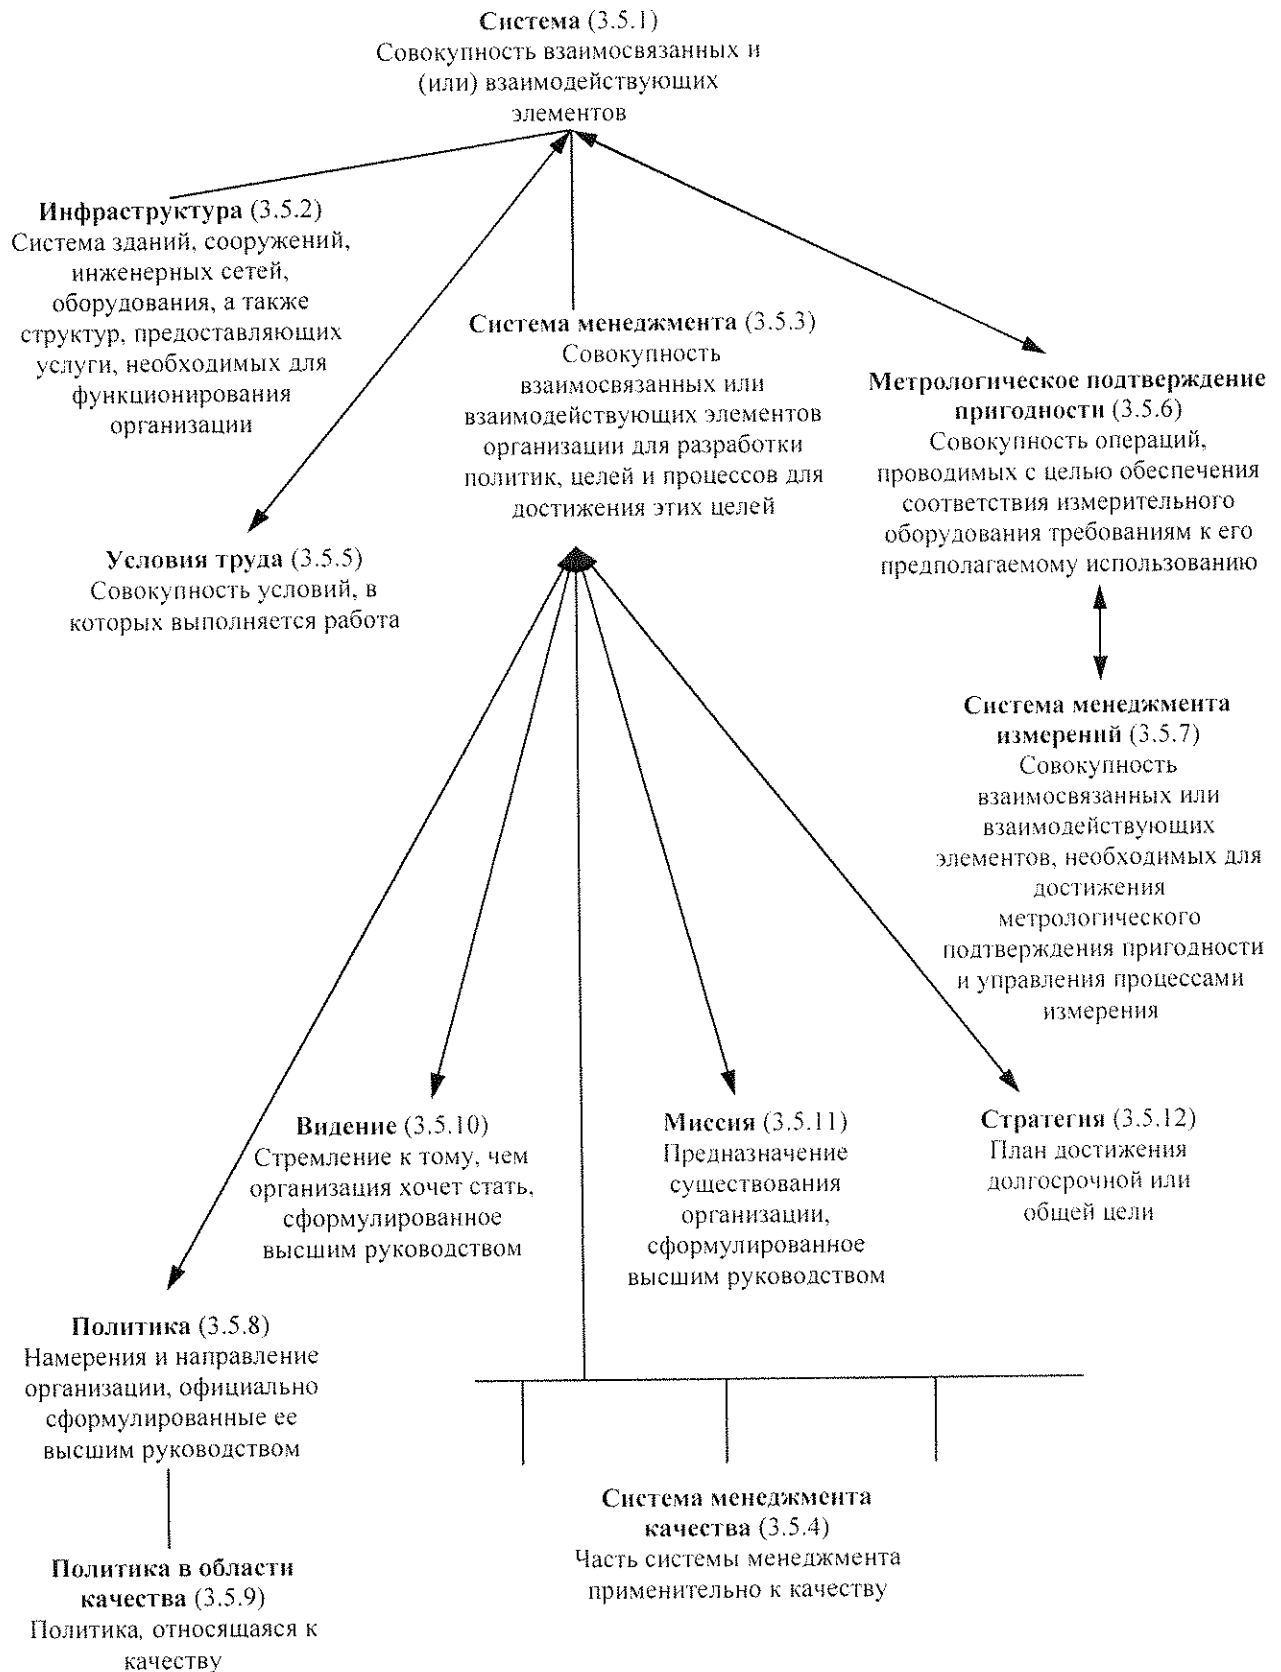 Система (3.5.1)
Совокупность взаимосвязанных и
(или) взаимодействующих
элементов
Инфраструктура (3.5.2)
Система зданий, сооружений,
инженерных сетей,
оборудования, а также
структур, предоставляющих
услуги, необходимых для
функционирования
организации
Система менеджмента (3.5.3)
Совокупность
взаимосвязанных или
взаимодействующих элементов
организации для разработки
политик, целей и процессов для
достижения этих целей
Метрологическое подтверждение
пригодности (3.5.6)
Совокупность операций,
проводимых с целью обеспечения
соответствия измерительного
оборудования требованиям к его
предполагаемому использованию
Условия труда (3.5.5)
Совокупность условий, в
которых выполняется работа
Система менеджмента
измерений (3.5.7)
Совокупность
взаимосвязанных или
взаимодействующих
элементов, необходимых для
достижения
метрологического
подтверждения пригодности
и управления процессами
измерения
Видение (3.5.10)
Стремление к тому, чем
организация хочет стать,
сформулированное
высшим руководством
Миссия (3.5.11)
Предназначение
существования
организации,
сформулированное
высшим руководством
Стратегия (3.5.12)
План достижения
долгосрочной или
общей цели
Политика (3.5.8)
Намерения и направление
организации, официально
сформулированные ее
высшим руководством
Система менеджмента
качества (3.5.4)
Часть системы менеджмента
применительно к качеству
Политика в области
качества (3.5.9)
Политика, относящаяся к
качеству